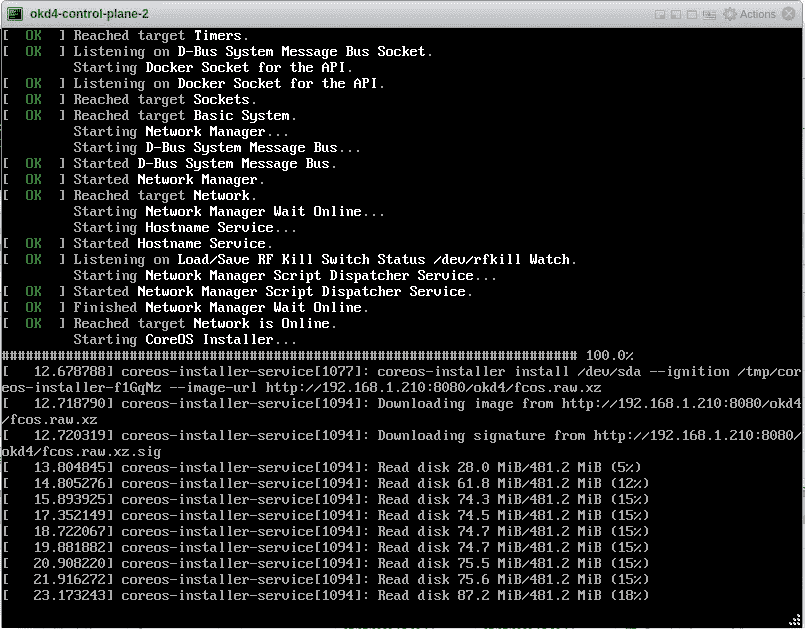 okd4-control-plane-2
Actions
[  OK  ] Reached target Timers.
[  OK  ] Listening on D-Bus System Message Bus Socket.
Starting Docker Socket for the API.
[  OK  ] Listening on Docker Socket for the API.
[  OK  ] Reached target Sockets.
[  OK  ] Reached target Basic System.
Starting Network Manager...
Starting D-Bus System Message Bus...
[  OK  ] Started D-Bus System Message Bus.
[  OK  ] Started Network Manager.
[  OK  ] Reached target Network.
Starting Network Manager Wait Online...
Starting Hostname Service...
[  OK  ] Started Hostname Service.
[  OK  ] Listening on Load/Save RF Kill Switch Status /dev/rfkill Watch.
Starting Network Manager Script Dispatcher Service...
[  OK  ] Started Network Manager Script Dispatcher Service.
[  OK  ] Finished Network Manager Wait Online.
[  OK  ] Reached target Network is Online.
Starting CoreOS Installer...
######################################################################## 100.0%
[   12.678788] coreos-installer-service[1077]: coreos-installer install /dev/sda --ignition /tmp/cor
eos-installer-f1GqNz --image-url http://192.168.1.210:8080/okd4/fcos.raw.xz
[   12.718790] coreos-installer-service[1094]: Downloading image from http://192.168.1.210:8080/okd4
/fcos.raw.xz
[   12.720319] coreos-installer-service[1094]: Downloading signature from http://192.168.1.210:8080/
okd4/fcos.raw.xz.sig
[   13.804845] coreos-installer-service[1094]: Read disk 28.0 MiB/481.2 MiB (5%)
[   14.805276] coreos-installer-service[1094]: Read disk 61.8 MiB/481.2 MiB (12%)
[   15.893925] coreos-installer-service[1094]: Read disk 74.3 MiB/481.2 MiB (15%)
[   17.352149] coreos-installer-service[1094]: Read disk 74.5 MiB/481.2 MiB (15%)
[   18.722067] coreos-installer-service[1094]: Read disk 74.7 MiB/481.2 MiB (15%)
[   19.881882] coreos-installer-service[1094]: Read disk 74.7 MiB/481.2 MiB (15%)
[   20.908220] coreos-installer-service[1094]: Read disk 75.5 MiB/481.2 MiB (15%)
[   21.916272] coreos-installer-service[1094]: Read disk 75.6 MiB/481.2 MiB (15%)
[   23.173243] coreos-installer-service[1094]: Read disk 87.2 MiB/481.2 MiB (18%)